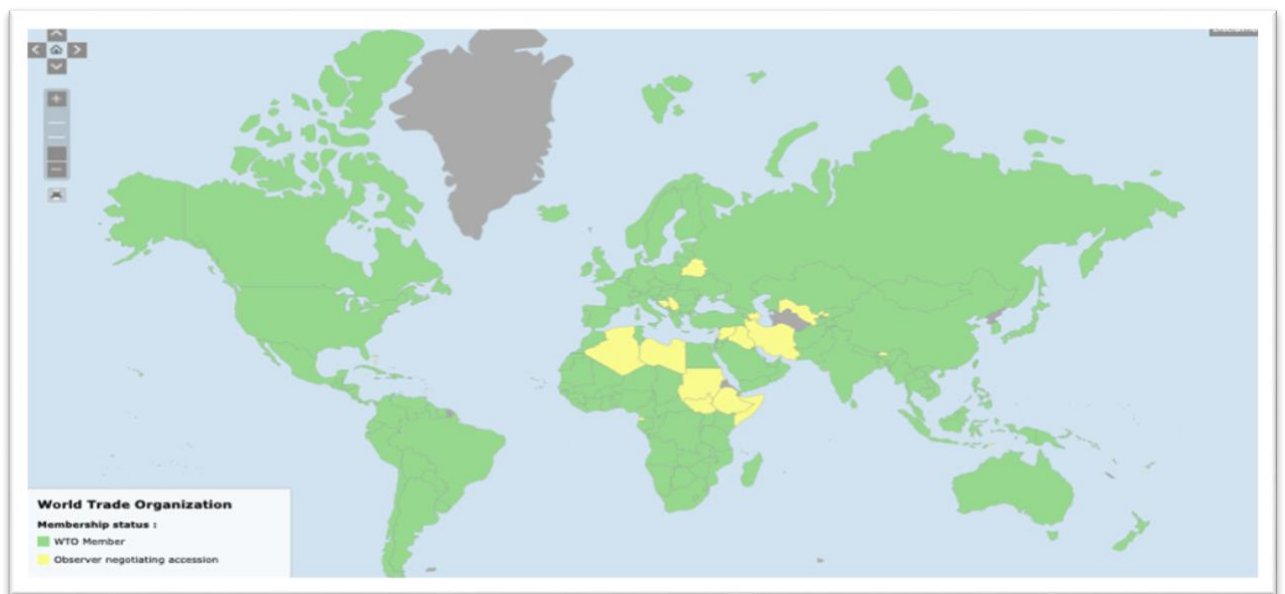 World Trade Organization
Membership status :
WTO Member
Observer negotiating accession